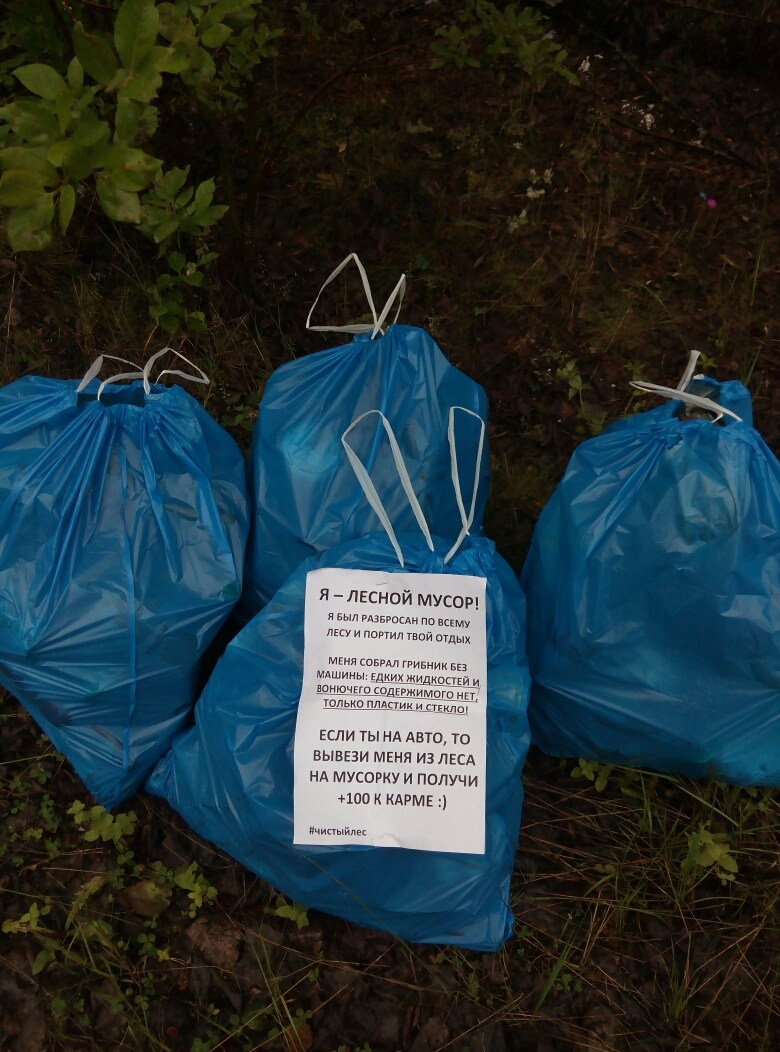 Я – ЛЕСНОЙ МУСОР!
Я БЫЛ РАЗБРОСАН ПО ВСЕМУ
ЛЕСУ И ПОРТИЛ ТВОЙ ОТДЫХ
МЕНЯ СОБРАЛ ГРИБНИК БЕЗ
МАШИНЫ: ЕДКИХ ЖИДКОСТЕЙ И
ВОНЮЧЕГО СОДЕРЖИМОГО НЕТ,
ТОЛЬКО ПЛАСТИК И СТЕКЛО!
ЕСЛИ ТЫ НА АВТО, ТО
ВЫВЕЗИ МЕНЯ ИЗ ЛЕСА
НА МУСОРКУ И ПОЛУЧИ
+100 К КАРМЕ :)
#чистыйлес